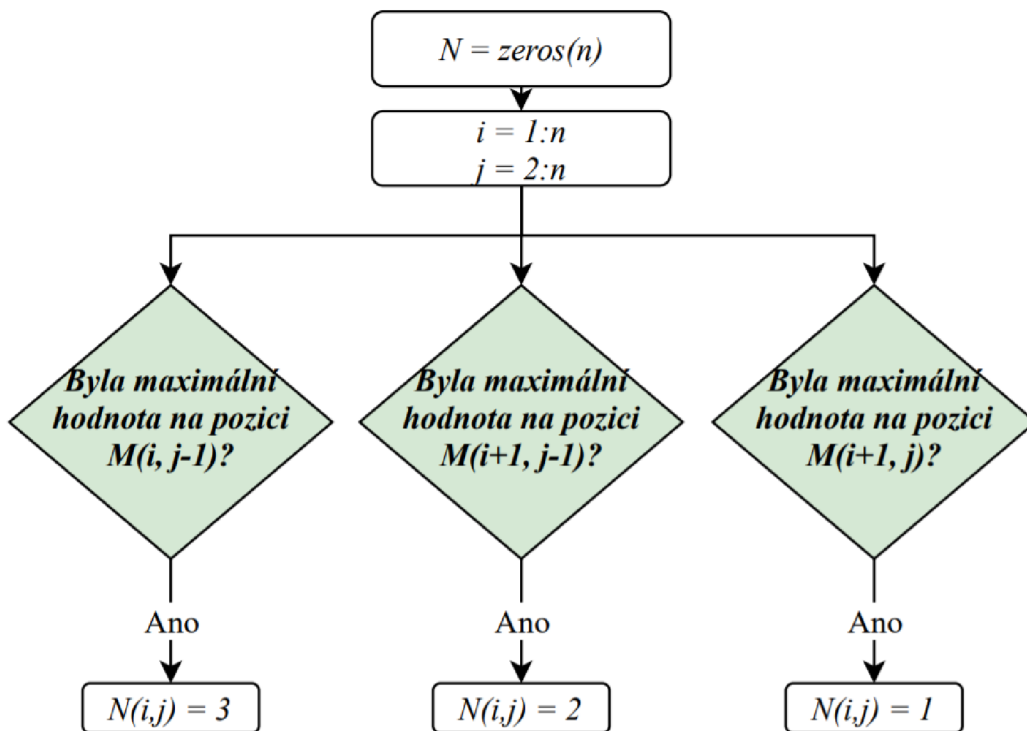 N = zeros(n)
i = 1:n
j = 2:n
Byla maximální
hodnota na pozici
M(i, j-1)?
Byla maximální
hodnota na pozici
M(i+1, j-1)?
Byla maximální
hodnota na pozici
M(i+1, j)?
Ano
Ano
Ano
N(i,j) = 3
N(i,j) = 2
N(i,j) = 1